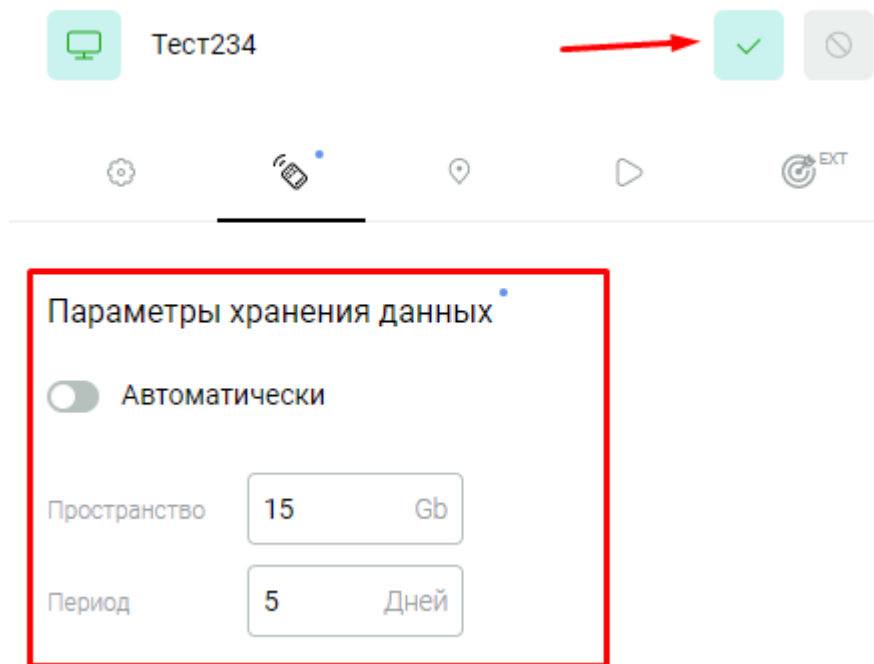 Тест234
EXT
Параметры хранения данных
Автоматически
Пространство 15 Gb
Период 5 Дней